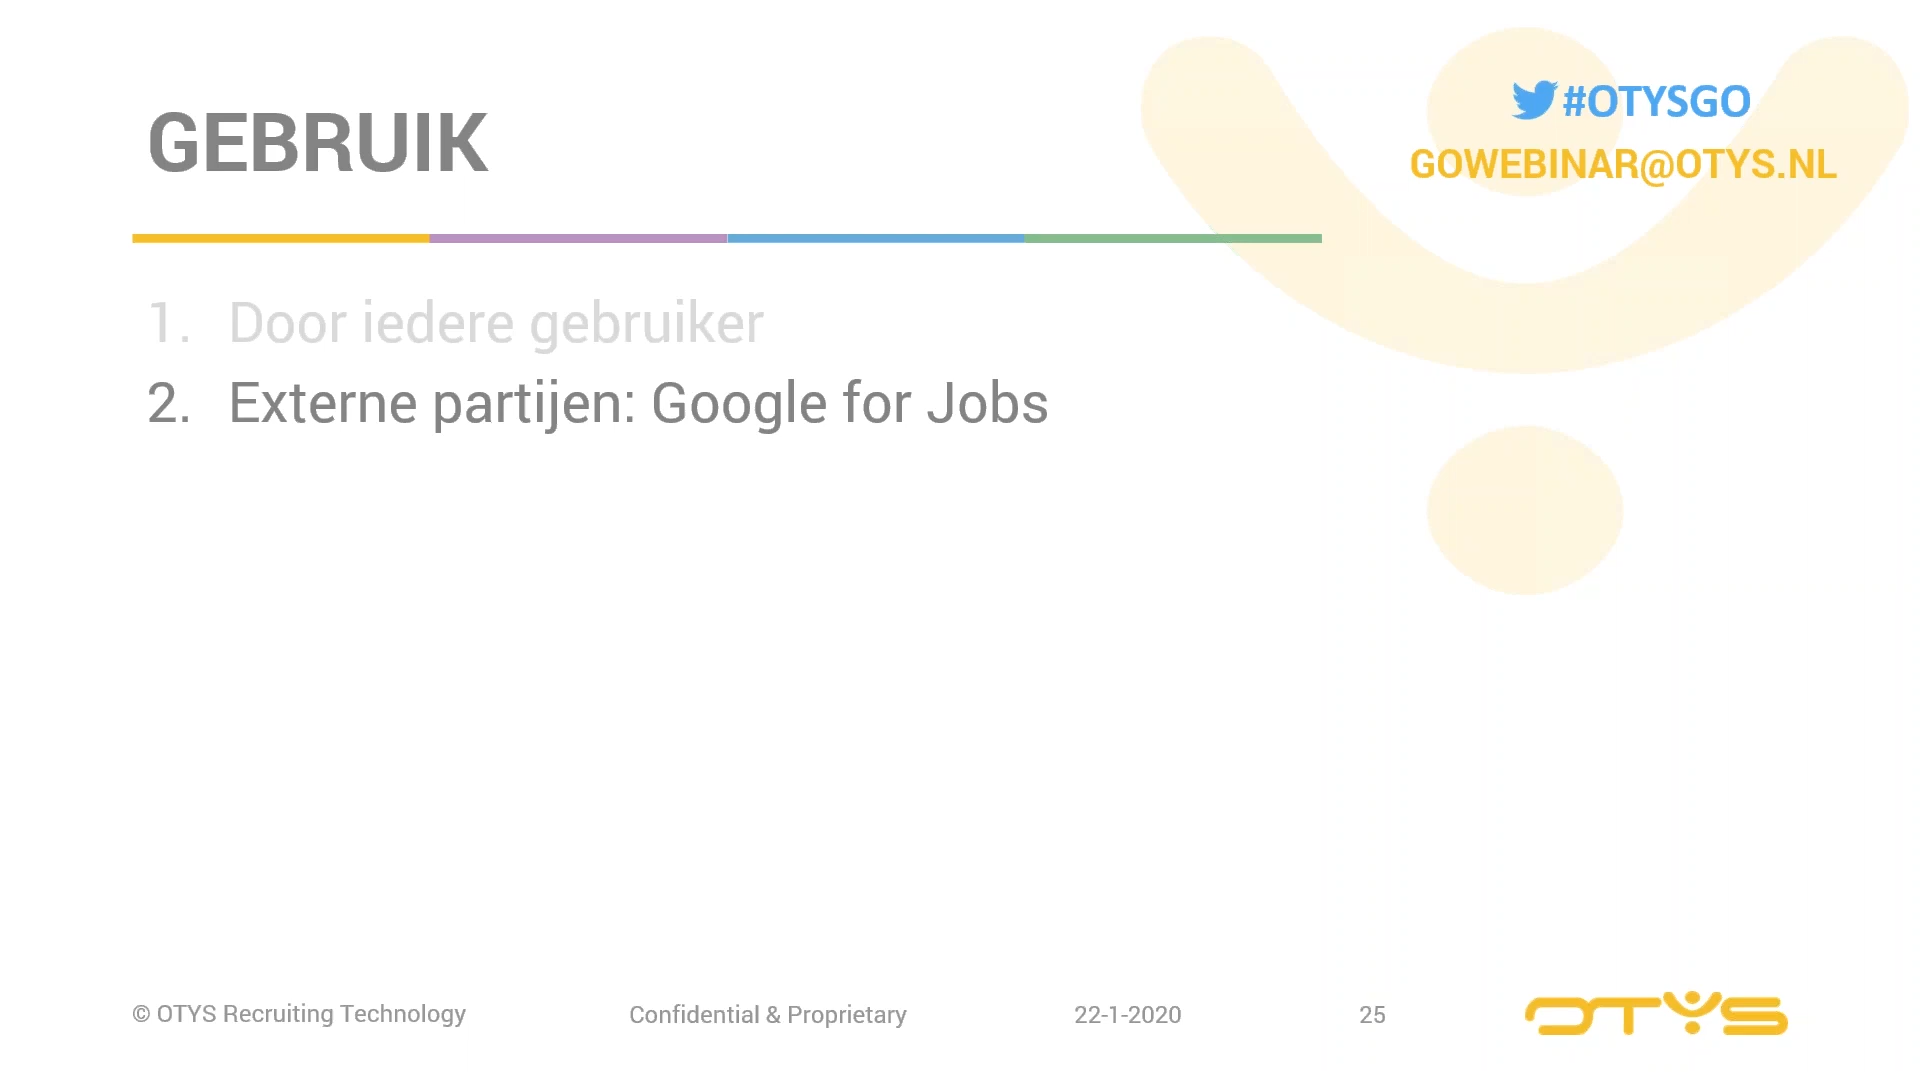 GEBRUIK
#OTYSGO
GOWEBINAR@OTYS.NL
1. Door iedere gebruiker
2. Externe partijen: Google for Jobs
© OTYS Recruiting Technology
Confidential & Proprietary
22-1-2020
25
OTYS